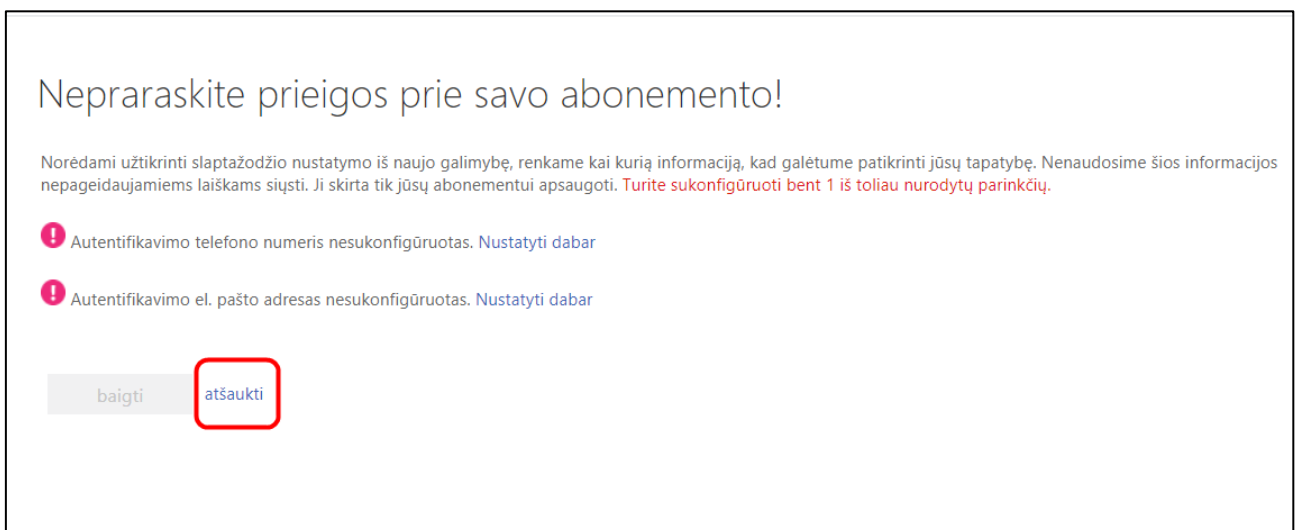 Nepraraskite prieigos prie savo abonemento!
Norėdami užtikrinti slaptažodžio nustatymo iš naujo galimybę, renkame kai kurią informaciją, kad galėtume patikrinti jūsų tapatybę. Nenaudosime šios informacijos
nepageidaujamiems laiškams siųsti. Ji skirta tik jūsų abonementui apsaugoti. Turite sukonfigūruoti bent 1 iš toliau nurodytų parinkčių.
Autentifikavimo telefono numeris nesukonfigūruotas. Nustatyti dabar
Autentifikavimo el. pašto adresas nesukonfigūruotas. Nustatyti dabar
baigti atšaukti